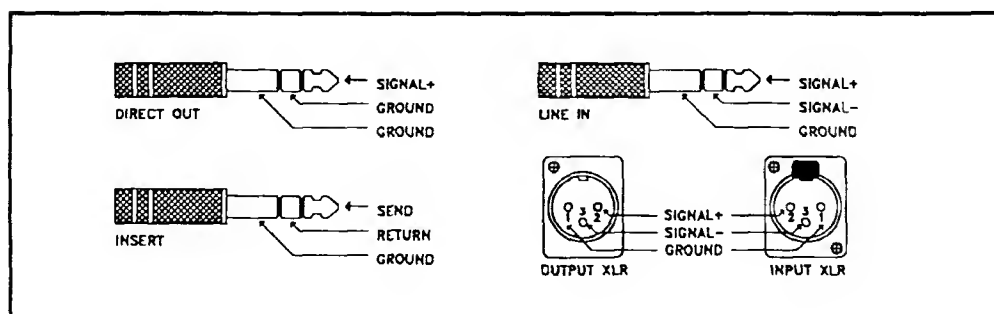 SIGNAL+
GROUND
GROUND
DIRECT OUT
SIGNAL+
SIGNAL-
GROUND
LINE IN
SEND
RETURN
GROUND
INSERT
1 3 2
OUTPUT XLR
SIGNAL+
SIGNAL-
GROUND
2 3 1
INPUT XLR